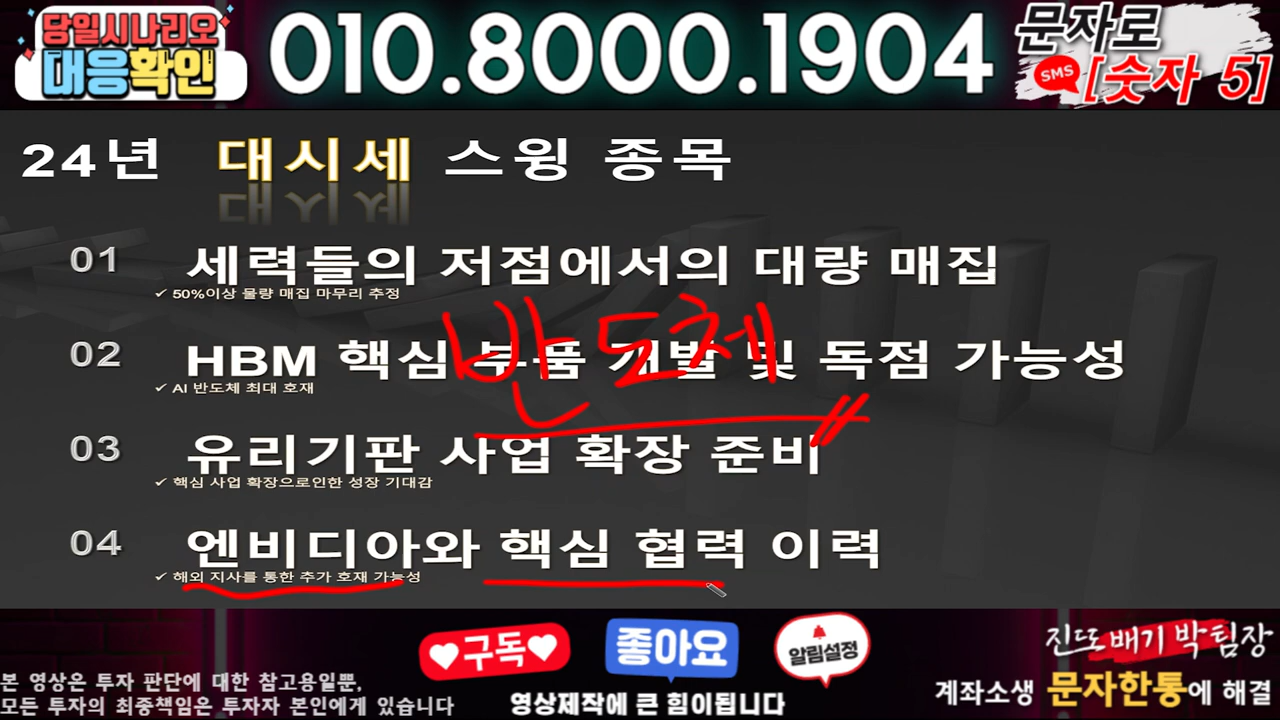 당일시나리오
대응확인
010.8000.1904
문자로
SMS
[숫자 5]
24년 대시세 스윙 종목
01 세력들의 저점에서의 대량 매집
✓ 50%이상 물량 매집 마무리 추정
02 HBM 핵심 부품 개발 및 독점 가능성
✓ AI 반도체 최대 호재
반도체
03 유리기판 사업 확장 준비
✓ 핵심 사업 확장으로인한 성장 기대감
04 엔비디아와 핵심 협력 이력
✓ 해외 지사를 통한 추가 호재 가능성
구독
좋아요
알림설정
영상제작에 큰 힘이됩니다
본 영상은 투자 판단에 대한 참고용일뿐,
모든 투자의 최종책임은 투자자 본인에게 있습니다
진또배기 박팀장
계좌소생 문자한통에 해결